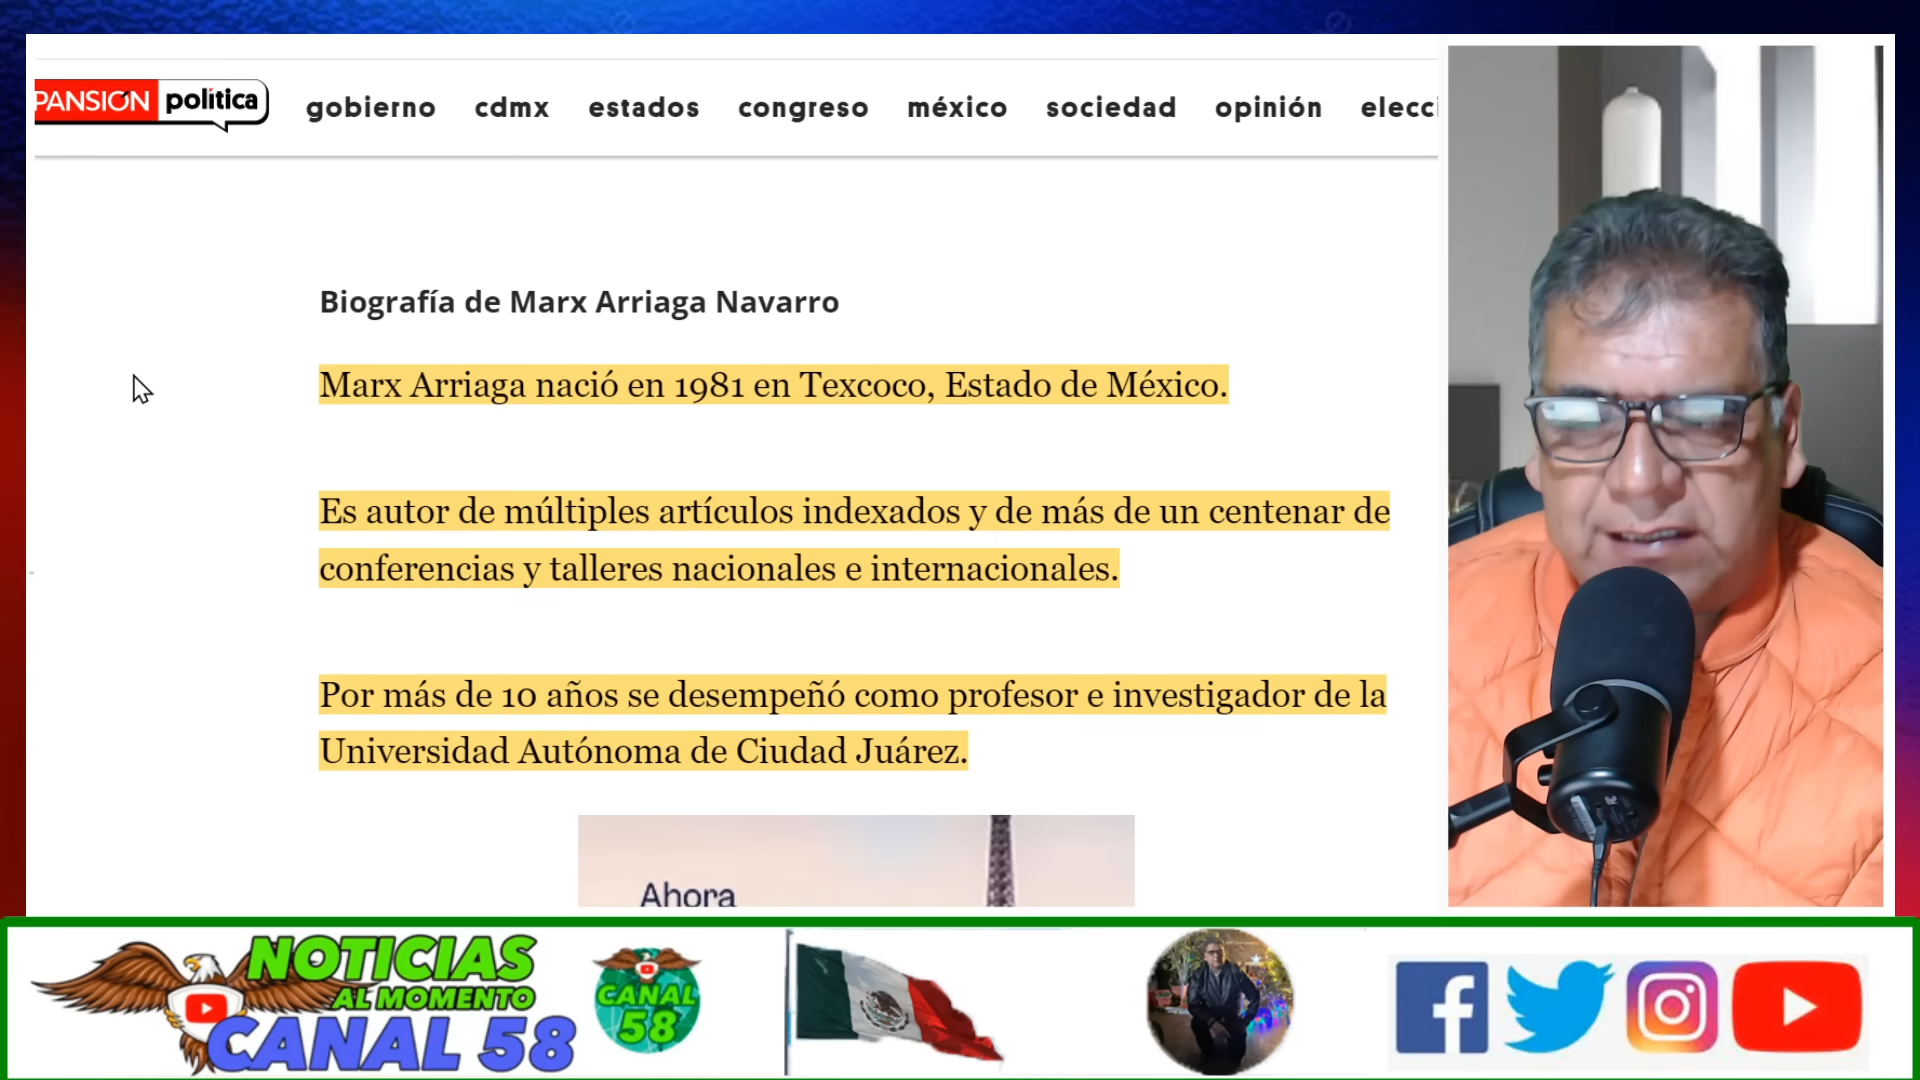 PANSIÓN política
gobierno cdmx estados congreso méxico sociedad opinión elecci
Biografía de Marx Arriaga Navarro
Marx Arriaga nació en 1981 en Texcoco, Estado de México.
Es autor de múltiples artículos indexados y de más de un centenar de
conferencias y talleres nacionales e internacionales.
Por más de 10 años se desempeñó como profesor e investigador de la
Universidad Autónoma de Ciudad Juárez.
Ahora
NOTICIAS
AL MOMENTO
CANAL 58
CANAL
58